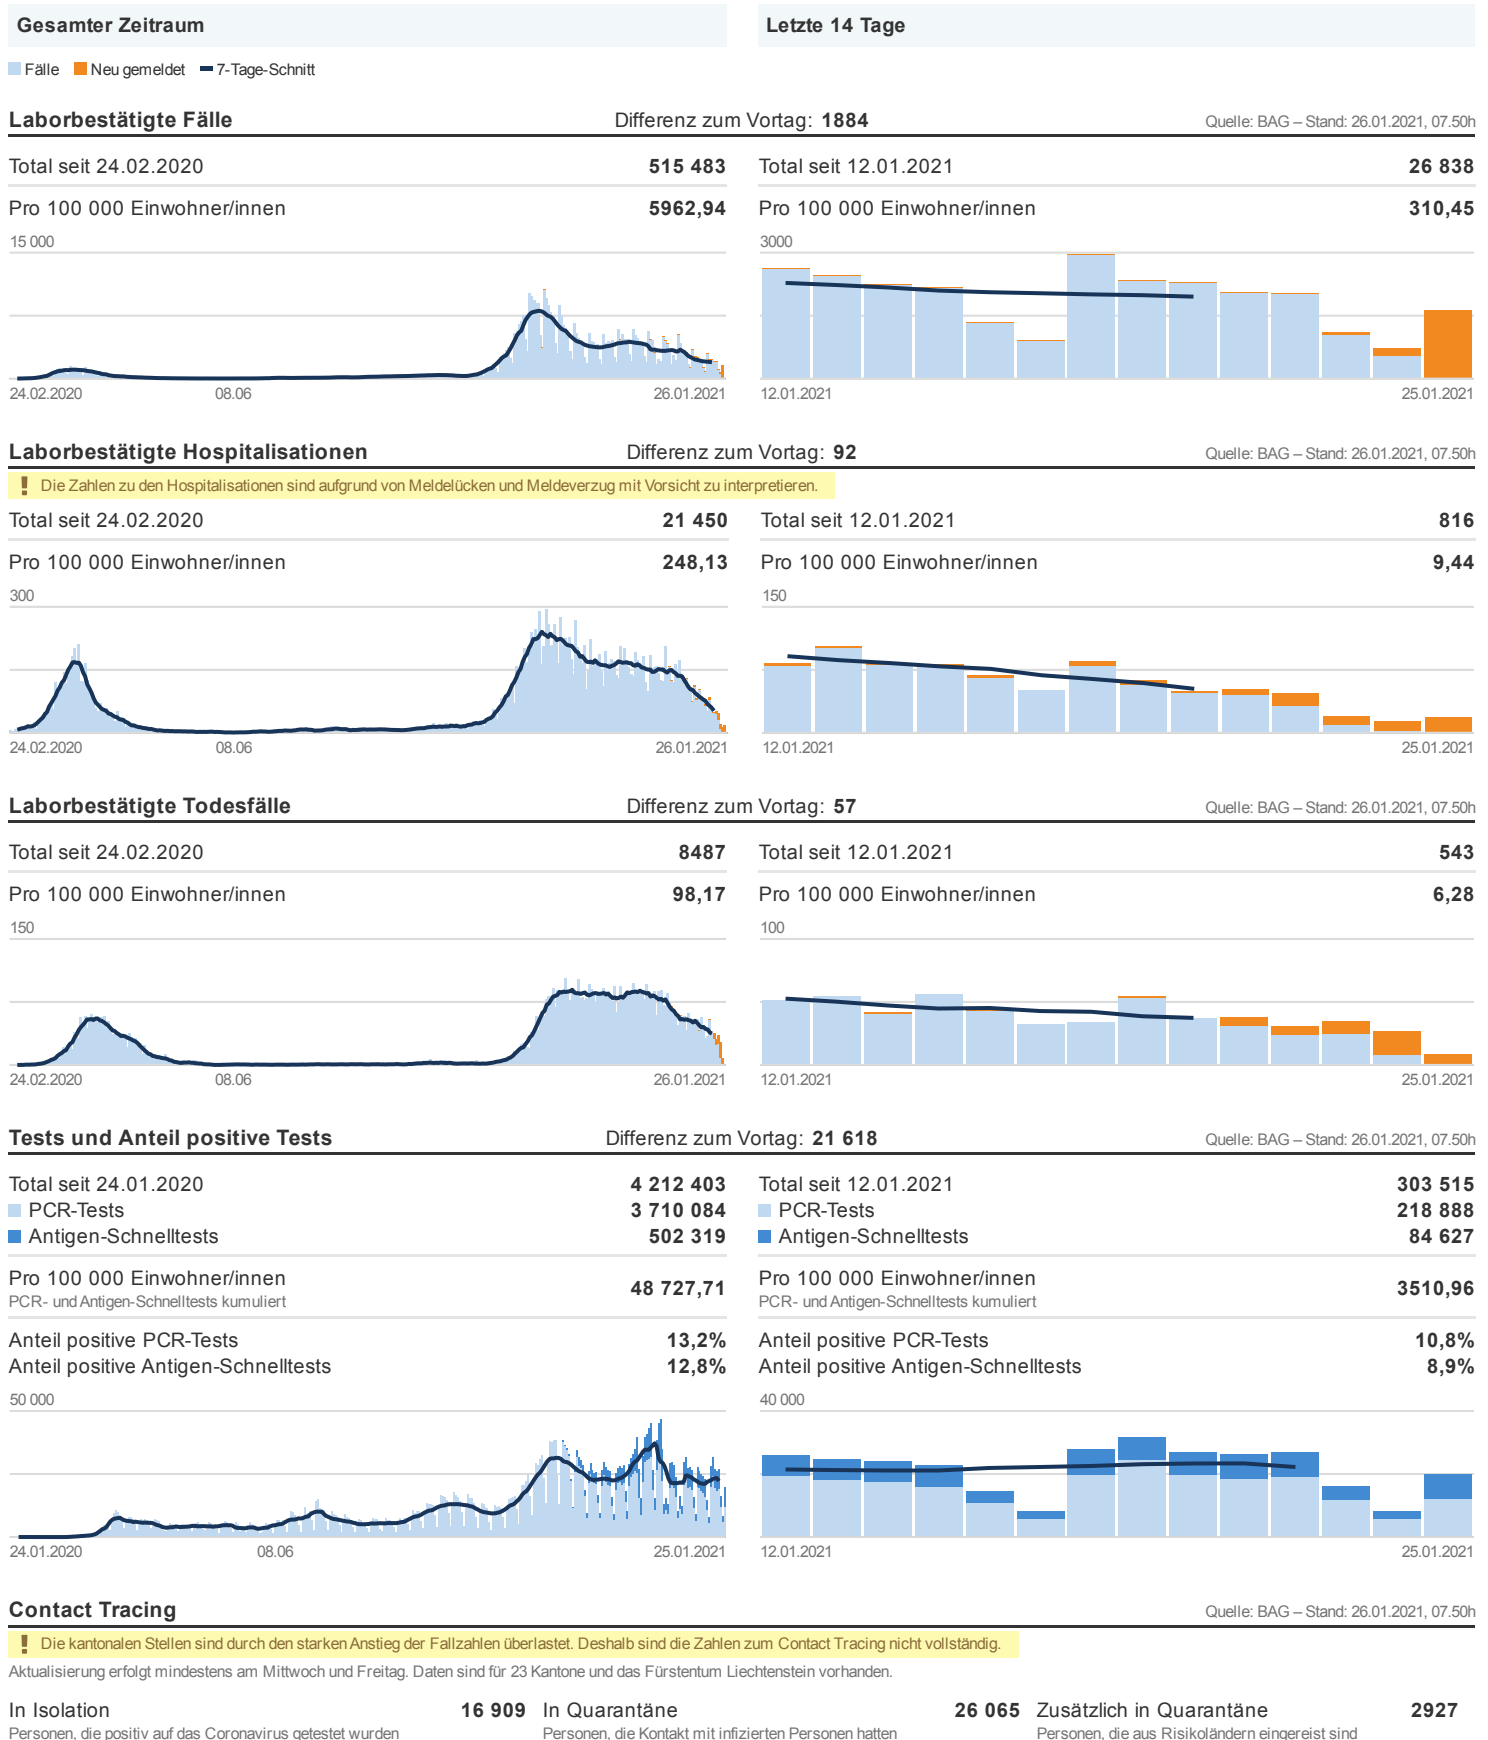 Gesamter Zeitraum
Letzte 14 Tage
Fälle Neu gemeldet 7-Tage-Schnitt
Laborbestätigte Fälle Differenz zum Vortag: 1884 Quelle: BAG – Stand: 26.01.2021, 07.50h
Total seit 24.02.2020 515 483
Pro 100 000 Einwohner/innen 5962,94
15 000
24.02.2020 08.06 26.01.2021
Total seit 12.01.2021 26 838
Pro 100 000 Einwohner/innen 310,45
3000
12.01.2021 25.01.2021
Laborbestätigte Hospitalisationen Differenz zum Vortag: 92 Quelle: BAG – Stand: 26.01.2021, 07.50h
! Die Zahlen zu den Hospitalisationen sind aufgrund von Meldelücken und Meldeverzug mit Vorsicht zu interpretieren.
Total seit 24.02.2020 21 450
Pro 100 000 Einwohner/innen 248,13
300
24.02.2020 08.06 26.01.2021
Total seit 12.01.2021 816
Pro 100 000 Einwohner/innen 9,44
150
12.01.2021 25.01.2021
Laborbestätigte Todesfälle Differenz zum Vortag: 57 Quelle: BAG – Stand: 26.01.2021, 07.50h
Total seit 24.02.2020 8487
Pro 100 000 Einwohner/innen 98,17
150
24.02.2020 08.06 26.01.2021
Total seit 12.01.2021 543
Pro 100 000 Einwohner/innen 6,28
100
12.01.2021 25.01.2021
Tests und Anteil positive Tests Differenz zum Vortag: 21 618 Quelle: BAG – Stand: 26.01.2021, 07.50h
Total seit 24.01.2020 4 212 403
PCR-Tests 3 710 084
Antigen-Schnelltests 502 319
Pro 100 000 Einwohner/innen 48 727,71
PCR- und Antigen-Schnelltests kumuliert
Anteil positive PCR-Tests 13,2%
Anteil positive Antigen-Schnelltests 12,8%
50 000
24.01.2020 08.06 25.01.2021
Total seit 12.01.2021 303 515
PCR-Tests 218 888
Antigen-Schnelltests 84 627
Pro 100 000 Einwohner/innen 3510,96
PCR- und Antigen-Schnelltests kumuliert
Anteil positive PCR-Tests 10,8%
Anteil positive Antigen-Schnelltests 8,9%
40 000
12.01.2021 25.01.2021
Contact Tracing Quelle: BAG – Stand: 26.01.2021, 07.50h
! Die kantonalen Stellen sind durch den starken Anstieg der Fallzahlen überlastet. Deshalb sind die Zahlen zum Contact Tracing nicht vollständig.
Aktualisierung erfolgt mindestens am Mittwoch und Freitag. Daten sind für 23 Kantone und das Fürstentum Liechtenstein vorhanden.
In Isolation 16 909
Personen, die positiv auf das Coronavirus getestet wurden
In Quarantäne 26 065
Personen, die Kontakt mit infizierten Personen hatten
Zusätzlich in Quarantäne 2927
Personen, die aus Risikoländern eingereist sind